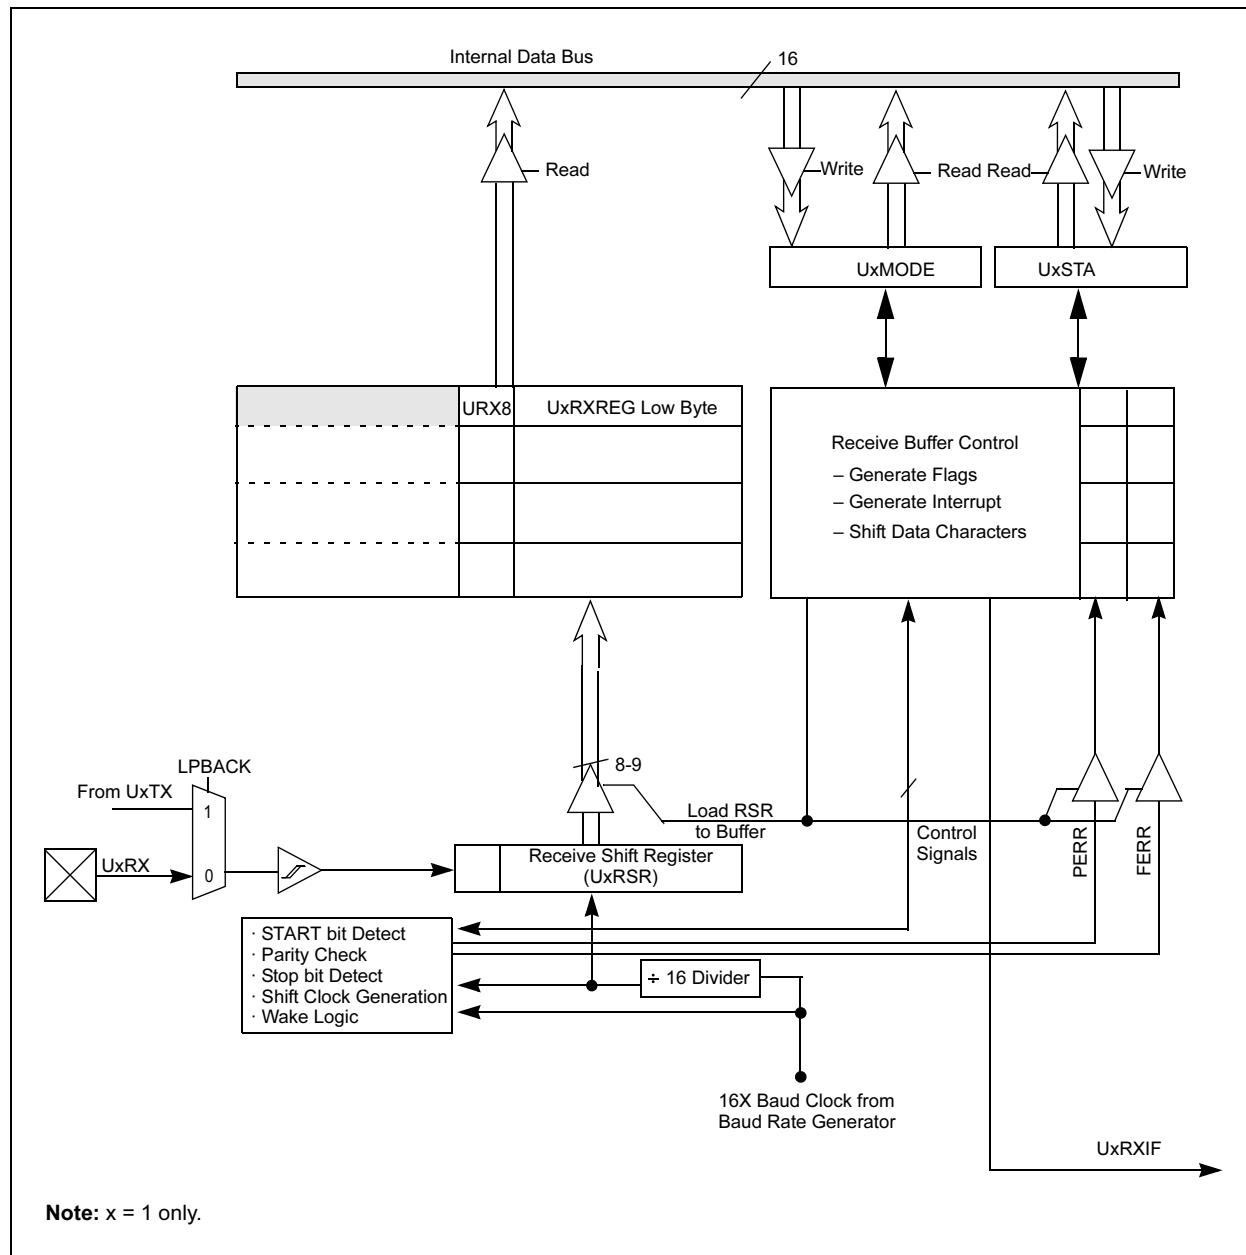 Internal Data Bus
16
Read
Write
Read Read
Write
UxMODE
UxSTA
URX8
UxRXREG Low Byte
Receive Buffer Control
– Generate Flags
– Generate Interrupt
– Shift Data Characters
LPBACK
From UxTX
1
UxRX
0
8-9
Load RSR
to Buffer
Control
Signals
PERR
FERR
Receive Shift Register
(UxRSR)
· START bit Detect
· Parity Check
· Stop bit Detect
· Shift Clock Generation
· Wake Logic
÷ 16 Divider
16X Baud Clock from
Baud Rate Generator
UxRXIF
Note: x = 1 only.